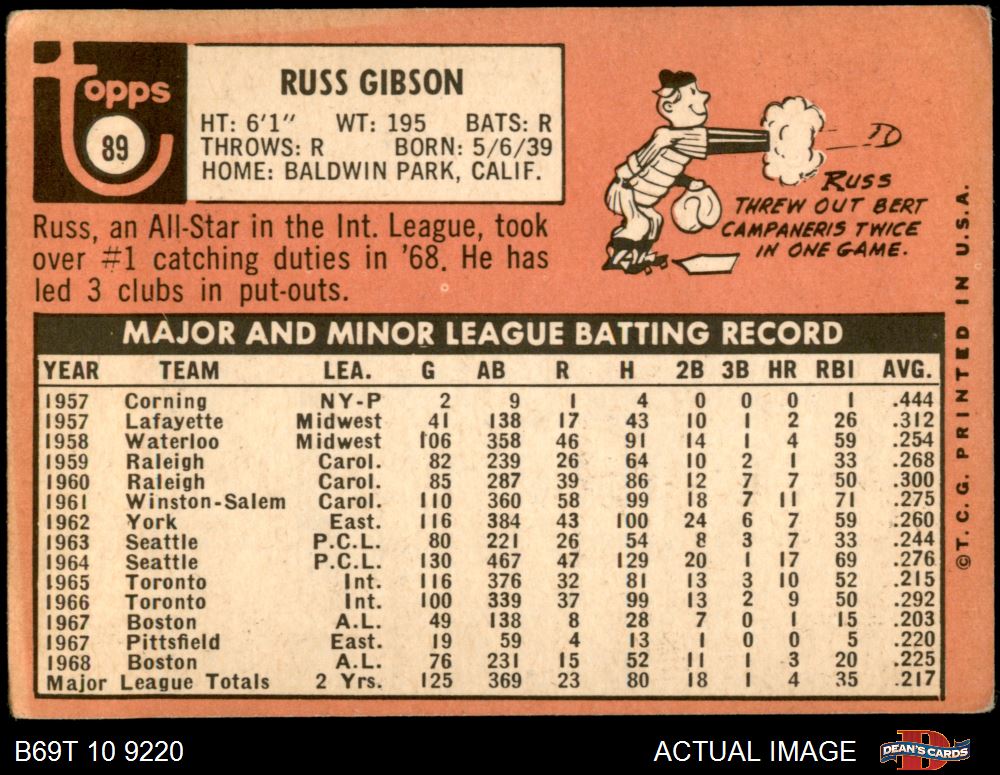 topps
89
RUSS GIBSON
HT: 6'1" WT: 195 BATS: R
THROWS: R BORN: 5/6/39
HOME: BALDWIN PARK, CALIF.
Russ, an All-Star in the Int. League, took
over #1 catching duties in '68. He has
led 3 clubs in put-outs.
RUSS
THREW OUT BERT
CAMPANERIS TWICE
IN ONE GAME.
MAJOR AND MINOR LEAGUE BATTING RECORD
YEAR TEAM LEA. G AB R H 2B 3B HR RBI AVG.
1957 Corning NY-P 2 9 1 4 0 0 0 1 .444
1957 Lafayette Midwest 41 138 17 43 10 1 2 26 .312
1958 Waterloo Midwest 106 358 46 91 14 1 4 59 .254
1959 Raleigh Carol. 82 239 26 64 10 2 1 33 .268
1960 Raleigh Carol. 85 287 39 86 12 7 7 50 .300
1961 Winston-Salem Carol. 110 360 58 99 18 7 11 71 .275
1962 York East. 116 384 43 100 24 6 7 59 .260
1963 Seattle P.C.L. 80 221 26 54 8 3 7 33 .244
1964 Seattle P.C.L. 130 467 47 129 20 1 17 69 .276
1965 Toronto Int. 116 376 32 81 13 3 10 52 .215
1966 Toronto Int. 100 339 37 99 13 2 9 50 .292
1967 Boston A.L. 49 138 8 28 7 0 1 15 .203
1967 Pittsfield East. 19 59 4 13 1 0 0 5 .220
1968 Boston A.L. 76 231 15 52 11 1 3 20 .225
Major League Totals 2 Yrs. 125 369 23 80 18 1 4 35 .217
©T.C.G. PRINTED IN U.S.A.
B69T 10 9220
ACTUAL IMAGE
DEAN'S CARDS